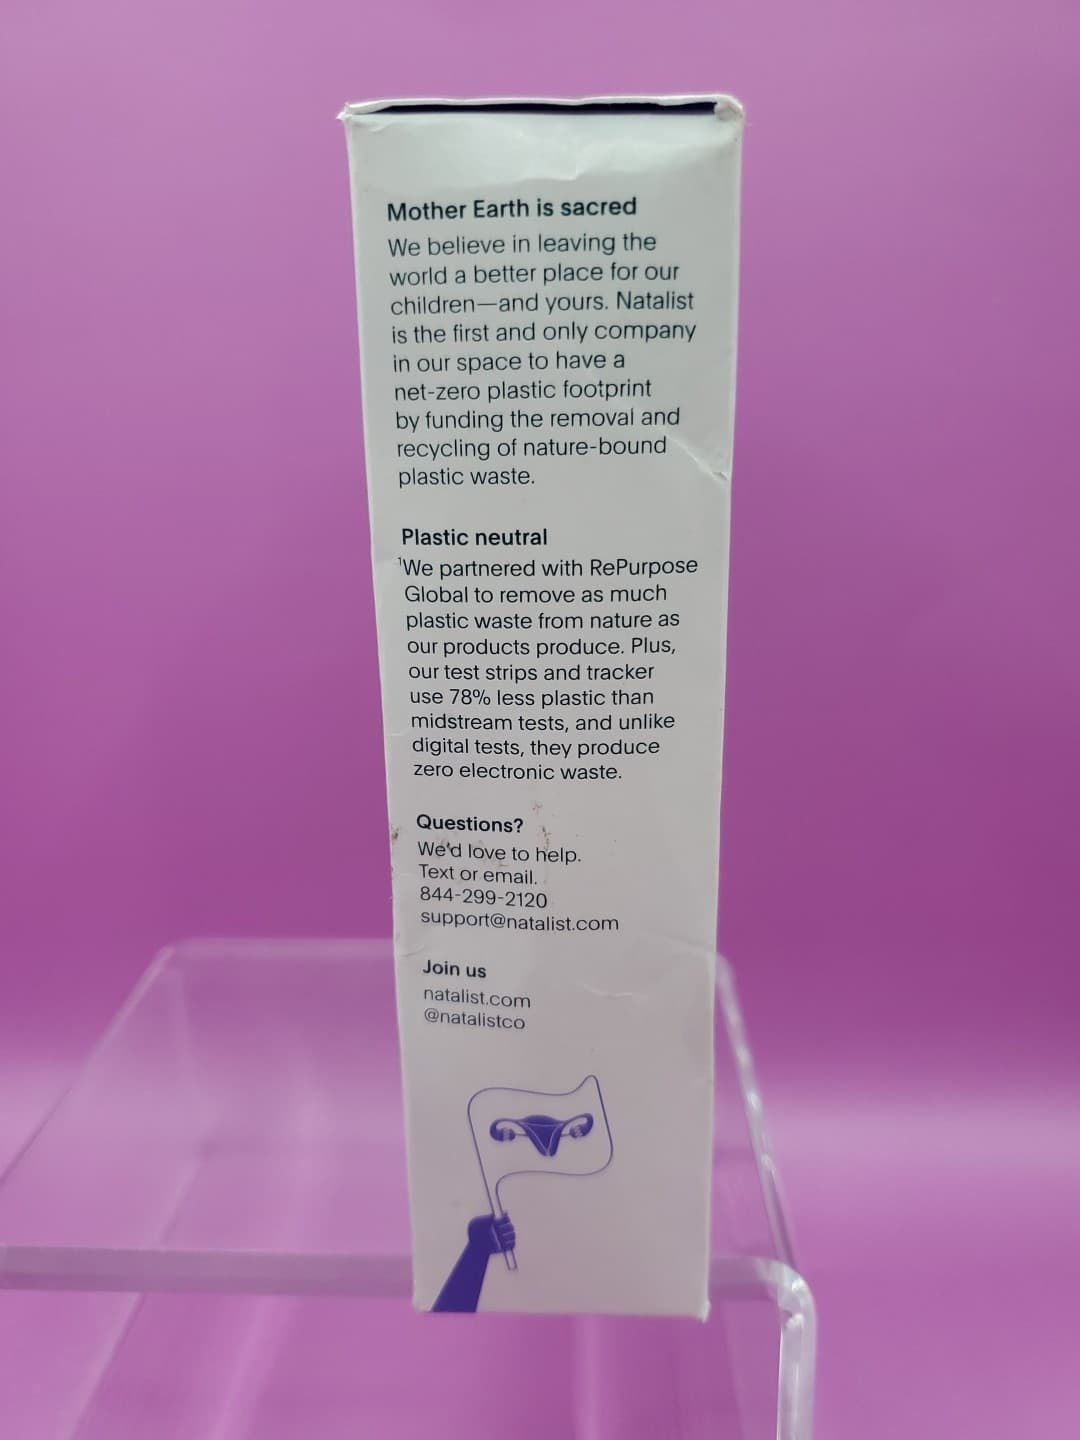 Mother Earth is sacred
We believe in leaving the
world a better place for our
children—and yours. Natalist
is the first and only company
in our space to have a
net-zero plastic footprint
by funding the removal and
recycling of nature-bound
plastic waste.
Plastic neutral
¹We partnered with RePurpose
Global to remove as much
plastic waste from nature as
our products produce. Plus,
our test strips and tracker
use 78% less plastic than
midstream tests, and unlike
digital tests, they produce
zero electronic waste.
Questions?
We'd love to help.
Text or email.
844-299-2120
support@natalist.com
Join us
natalist.com
@natalistco